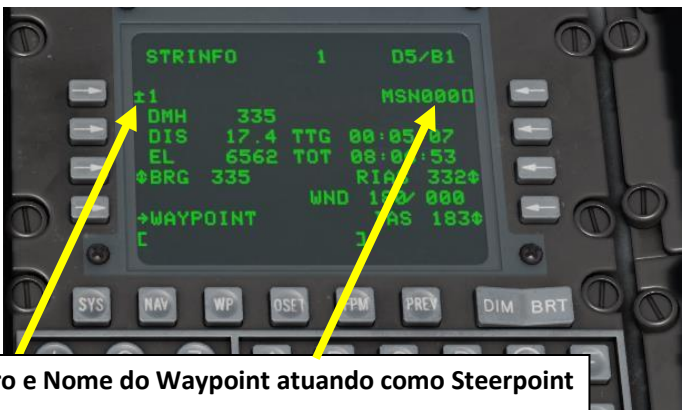 STRINFO 1 D5/B1
±1 MSN000
DMH 335
DIS 17.4 TTG 00:05:07
EL 6562 TOT 08:0 :53
BRG 335 RIAS 332
WND 180/ 000
→WAYPOINT TAS 183
[ ]
SYS NAV WP OSET FPM PREV DIM BRT
e Nome do Waypoint atuando como Steerpoint